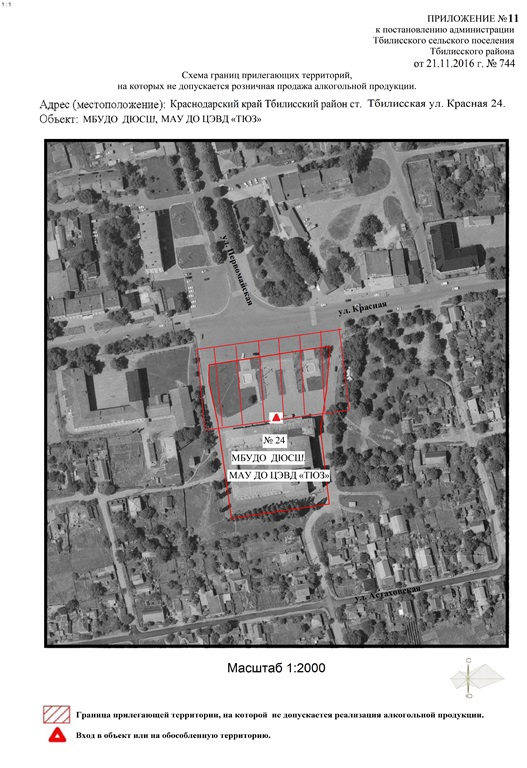 1:1
ПРИЛОЖЕНИЕ №11
к постановлению администрации
Тбилисского сельского поселения
Тбилисского района
от 21.11.2016 г. № 744
Схема границ прилегающих территорий,
на которых не допускается розничная продажа алкогольной продукции.
Адрес (местоположение): Краснодарский край Тбилисский район ст. Тбилисская ул. Красная 24.
Объект: МБУДО ДЮСШ, МАУ ДО ЦЭВД «ТЮЗ»
ул. Первомайская
ул. Красная
№ 24
МБУДО ДЮСШ
МАУ ДО ЦЭВД «ТЮЗ»
ул. Астаховская
Масштаб 1:2000
С
Ю
Граница прилегающей территории, на которой не допускается реализация алкогольной продукции.
Вход в объект или на обособленную территорию.